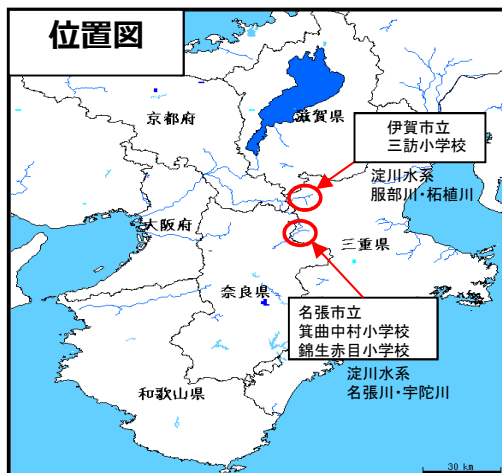 位置図
京都府
滋賀県
伊賀市立
三訪小学校
淀川水系
服部川・柘植川
大阪府
三重県
奈良県
名張市立
箕曲中村小学校
錦生赤目小学校
淀川水系
名張川・宇陀川
和歌山県
30 km